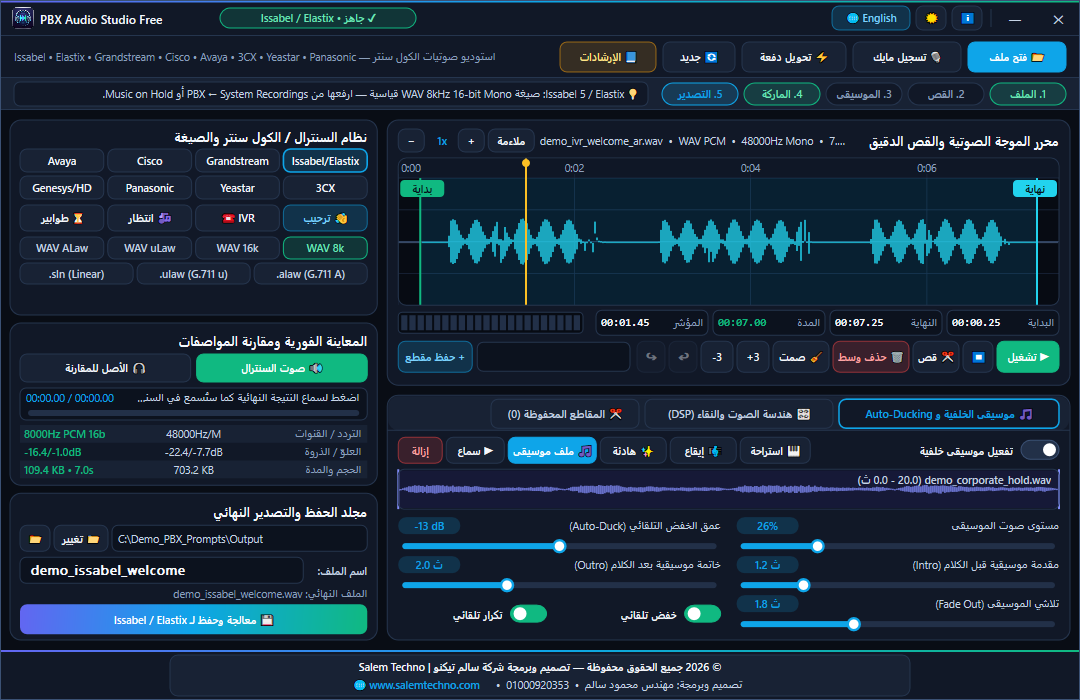 PBX Audio Studio Free
✓ جاهز • Issabel / Elastix
English
فتح ملف
تسجيل مايك
تحويل دفعة
جديد
الإرشادات
استوديو صوتيات الكول سنتر — Issabel • Elastix • Grandstream • Cisco • Avaya • 3CX • Yeastar • Panasonic
1. الملف
2. القص
3. الموسيقى
4. الماركة
5. التصدير
Issabel 5 / Elastix: صيغة WAV 8kHz 16-bit Mono قياسية — ارفعها من PBX ← System Recordings أو Music on Hold.
محرر الموجة الصوتية والقص الدقيق
demo_ivr_welcome_ar.wav • WAV PCM • 48000Hz Mono • 7....
ملاءمة
+
1x
−
0:00
0:02
0:04
0:06
بداية
نهاية
البداية 00:00.25
النهاية 00:07.25
المدة 00:07.00
المؤشر 00:01.45
تشغيل
قص
حذف وسط
صمت
+3
-3
+ حفظ مقطع
موسيقى الخلفية و Auto-Ducking
هندسة الصوت والنقاء (DSP)
المقاطع المحفوظة (0)
تفعيل موسيقى خلفية
استراحة
إيقاع
هادئة
ملف موسيقى
سماع
إزالة
demo_corporate_hold.wav (0.0 - 20.0 ث)
مستوى صوت الموسيقى 26%
عمق الخفض التلقائي (Auto-Duck) -13 dB
مقدمة موسيقية قبل الكلام (Intro) 1.2 ث
خاتمة موسيقية بعد الكلام (Outro) 2.0 ث
تلاشي الموسيقى (Fade Out) 1.8 ث
خفض تلقائي
تكرار تلقائي
نظام السنترال / الكول سنتر والصيغة
Issabel/Elastix
Grandstream
Cisco
Avaya
3CX
Yeastar
Panasonic
Genesys/HD
ترحيب
IVR
انتظار
طوابير
WAV 8k
WAV 16k
WAV uLaw
WAV ALaw
.alaw (G.711 A)
.ulaw (G.711 u)
.sln (Linear)
المعاينة الفورية ومقارنة المواصفات
صوت السنترال
الأصل للمقارنة
اضغط لسماع النتيجة النهائية كما ستُسمع في السن...
00:00.00 / 00:00.00
التردد / القنوات 48000Hz/M 8000Hz PCM 16b
العلوّ / الذروة -22.4/-7.7dB -16.4/-1.0dB
الحجم والمدة 703.2 KB 109.4 KB • 7.0s
مجلد الحفظ والتصدير النهائي
C:\Demo_PBX_Prompts\Output
تغيير
اسم الملف:
demo_issabel_welcome
الملف النهائي: demo_issabel_welcome.wav
معالجة وحفظ لـ Issabel / Elastix
© 2026 جميع الحقوق محفوظة — تصميم وبرمجة شركة سالم تيكنو | Salem Techno
تصميم وبرمجة: مهندس محمود سالم • 01000920353 • www.salemtechno.com